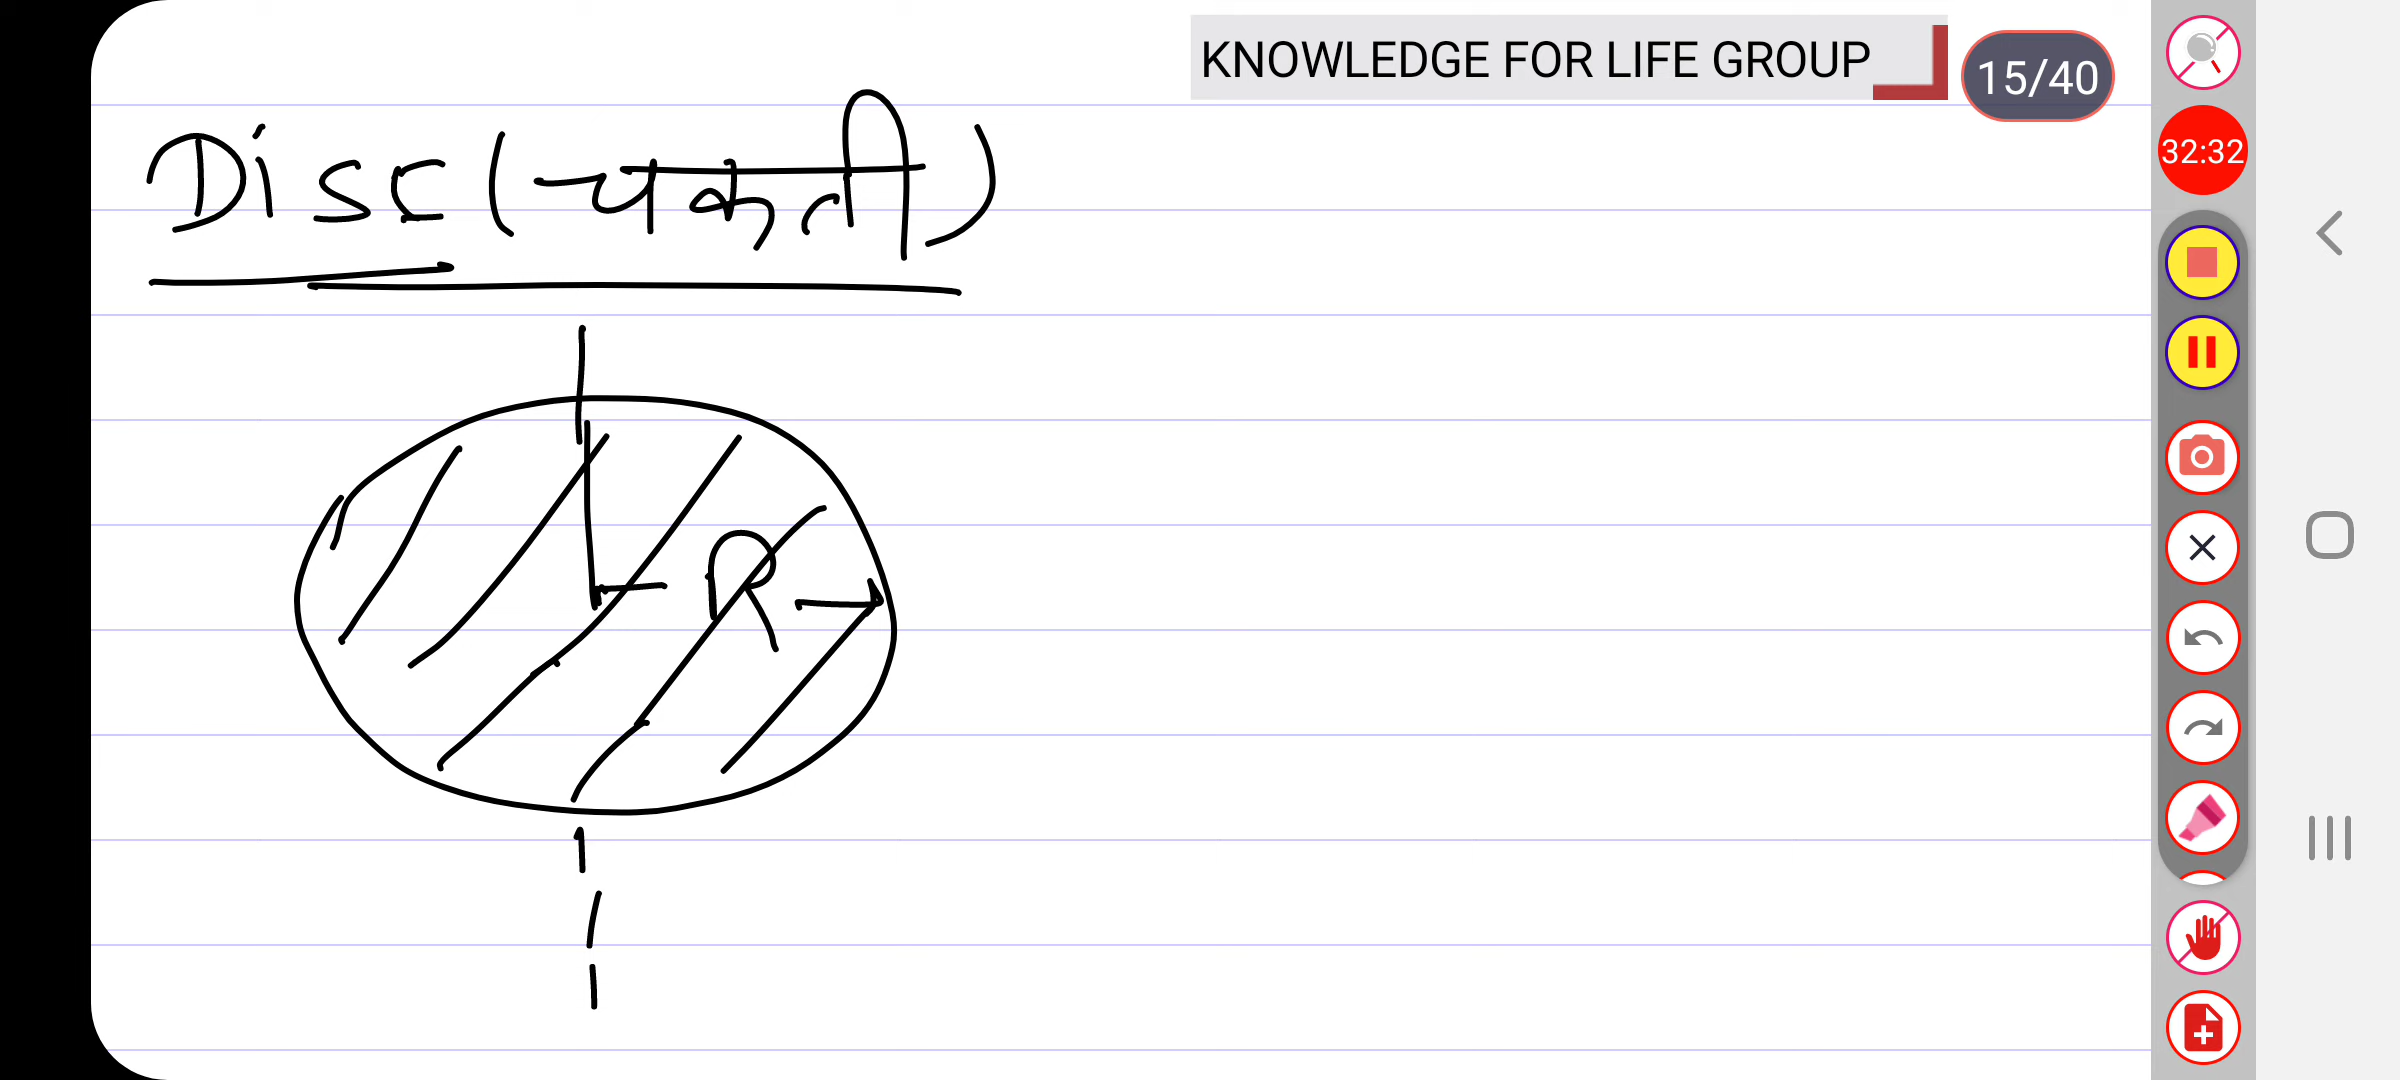 KNOWLEDGE FOR LIFE GROUP
15/40
32:32
Disc (चकती)
R